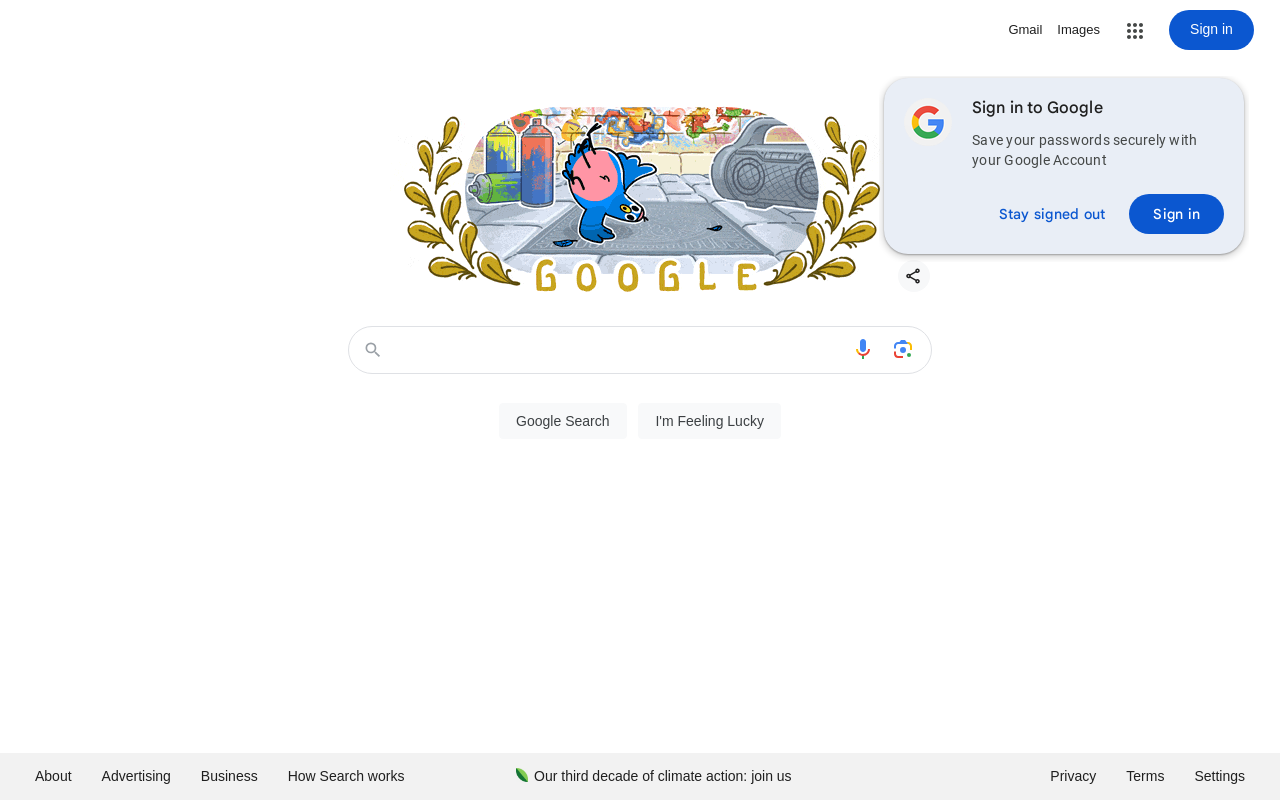 Gmail
Images
Sign in
Sign in to Google
Save your passwords securely with
your Google Account
Stay signed out
Sign in
GOOGLE
Google Search
I'm Feeling Lucky
About
Advertising
Business
How Search works
Our third decade of climate action: join us
Privacy
Terms
Settings